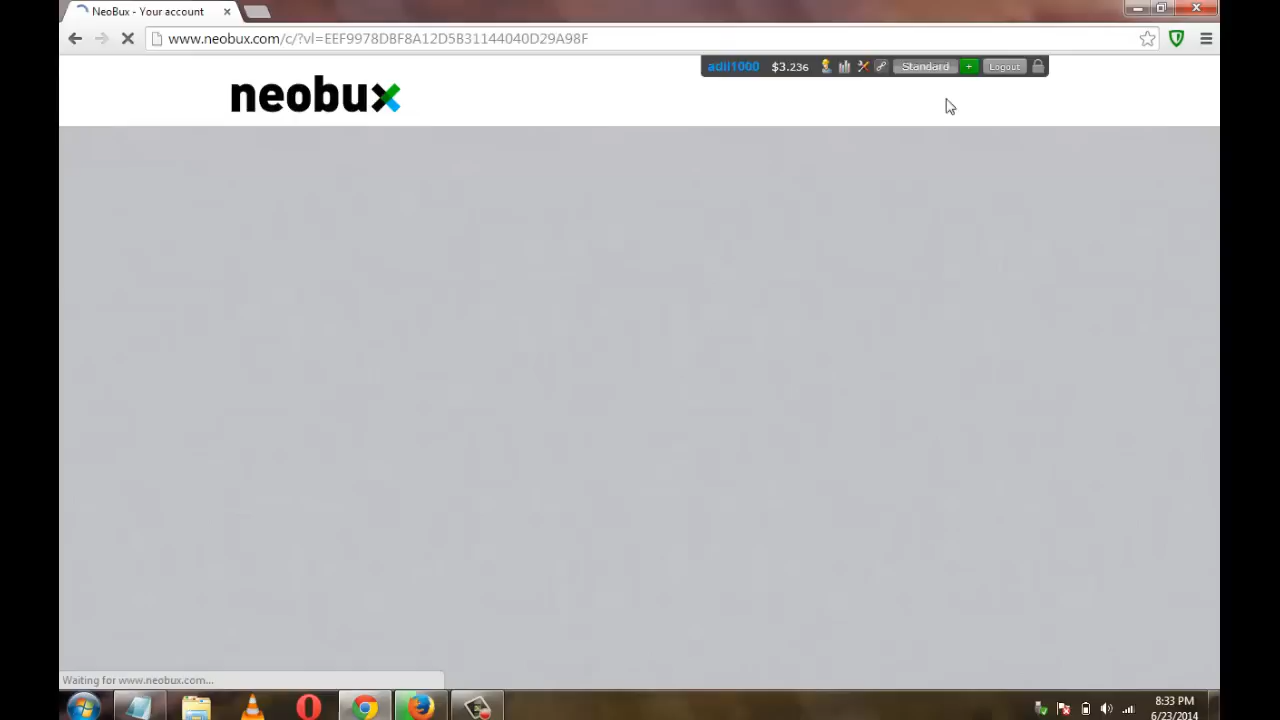 NeoBux - Your account
www.neobux.com/c/?vl=EEF9978DBF8A12D5B31144040D29A98F
adil1000 $3.236 Standard + Logout
neobux
Waiting for www.neobux.com...
8:33 PM
6/23/2014